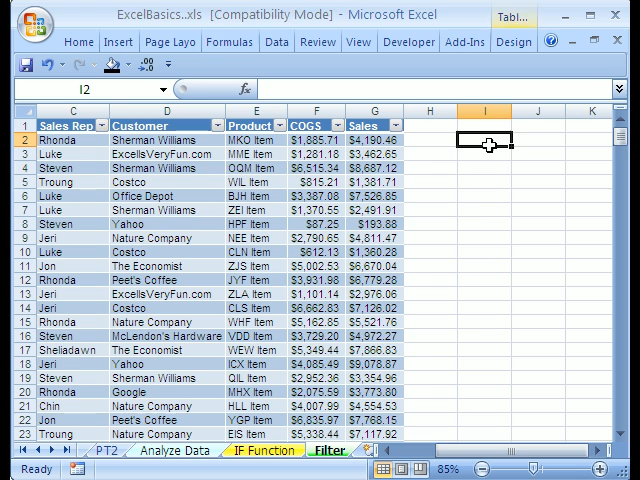 ExcelBasics..xls [Compatibility Mode] - Microsoft Excel Tabl...
Home Insert Page Layo Formulas Data Review View Developer Add-Ins Design
I2 fx
C D E F G H I J K
1 Sales Rep Customer Product COGS Sales
2 Rhonda Sherman Williams MKO Item $1,885.71 $4,190.46
3 Luke ExcellsVeryFun.com MME Item $1,281.18 $3,462.65
4 Steven Sherman Williams OQM Item $6,515.34 $8,687.12
5 Troung Costco WIL Item $815.21 $1,381.71
6 Luke Office Depot BJH Item $3,387.08 $7,526.85
7 Luke Sherman Williams ZEI Item $1,370.55 $2,491.91
8 Steven Yahoo HPF Item $87.25 $193.88
9 Jeri Nature Company NEE Item $2,790.65 $4,811.47
10 Luke Costco CLN Item $612.13 $1,360.28
11 Jon The Economist ZJS Item $5,002.53 $6,670.04
12 Rhonda Peet's Coffee JYF Item $3,931.98 $6,779.28
13 Jeri ExcellsVeryFun.com ZLA Item $1,101.14 $2,976.06
14 Jeri Costco CLS Item $6,662.83 $7,126.02
15 Rhonda Nature Company WHF Item $5,162.85 $5,521.76
16 Steven McLendon's Hardware VDD Item $3,729.20 $4,972.27
17 Sheliadawn The Economist WEW Item $5,349.44 $7,866.83
18 Jeri Yahoo ICX Item $4,085.49 $9,078.87
19 Steven Sherman Williams QIL Item $2,952.36 $3,354.96
20 Rhonda Google MHX Item $2,075.59 $3,773.80
21 Chin Nature Company HLL Item $4,007.99 $4,554.53
22 Jon Peet's Coffee YGP Item $6,835.97 $7,768.15
23 Troung Nature Company EIS Item $5,338.44 $7,117.92
PT2 Analyze Data IF Function Filter
Ready 85%